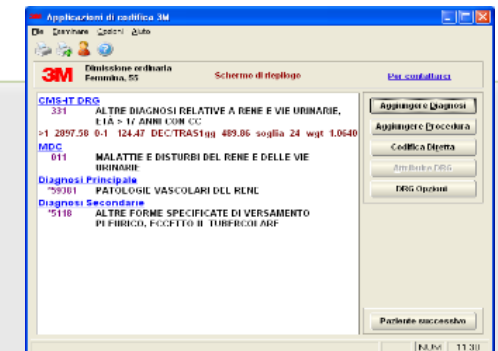 Applicazioni di codifica 3M
File Esaminare Opzioni Aiuto
3M Dimissione ordinaria
Femmina, 55
Schermo di riepilogo
Per contattarci
CMS-IT DRG
331 ALTRE DIAGNOSI RELATIVE A RENE E VIE URINARIE,
ETÀ > 17 ANNI CON CC
>1 2897.58 0-1 124.47 DEC/TRAS1gg 489.86 soglia 24 wgt 1.0640
MDC
011 MALATTIE E DISTURBI DEL RENE E DELLE VIE
URINARIE
Diagnosi Principale
*59381 PATOLOGIE VASCOLARI DEL RENE
Diagnosi Secondarie
*5118 ALTRE FORME SPECIFICATE DI VERSAMENTO
PLEURICO, ECCETTO IL TUBERCOLARE
Aggiungere Diagnosi
Aggiungere Procedura
Codifica Diretta
Attribuire DRG
DRG Opzioni
Paziente successivo
NUM 11:30